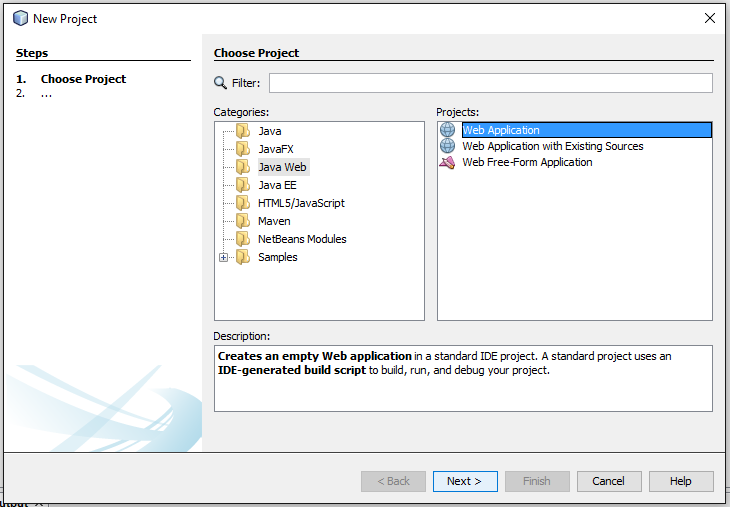 New Project
Steps
1. Choose Project
2. ...
Choose Project
Filter:
Categories:
Java
JavaFX
Java Web
Java EE
HTML5/JavaScript
Maven
NetBeans Modules
Samples
Projects:
Web Application
Web Application with Existing Sources
Web Free-Form Application
Description:
Creates an empty Web application in a standard IDE project. A standard project uses an
IDE-generated build script to build, run, and debug your project.
< Back
Next >
Finish
Cancel
Help